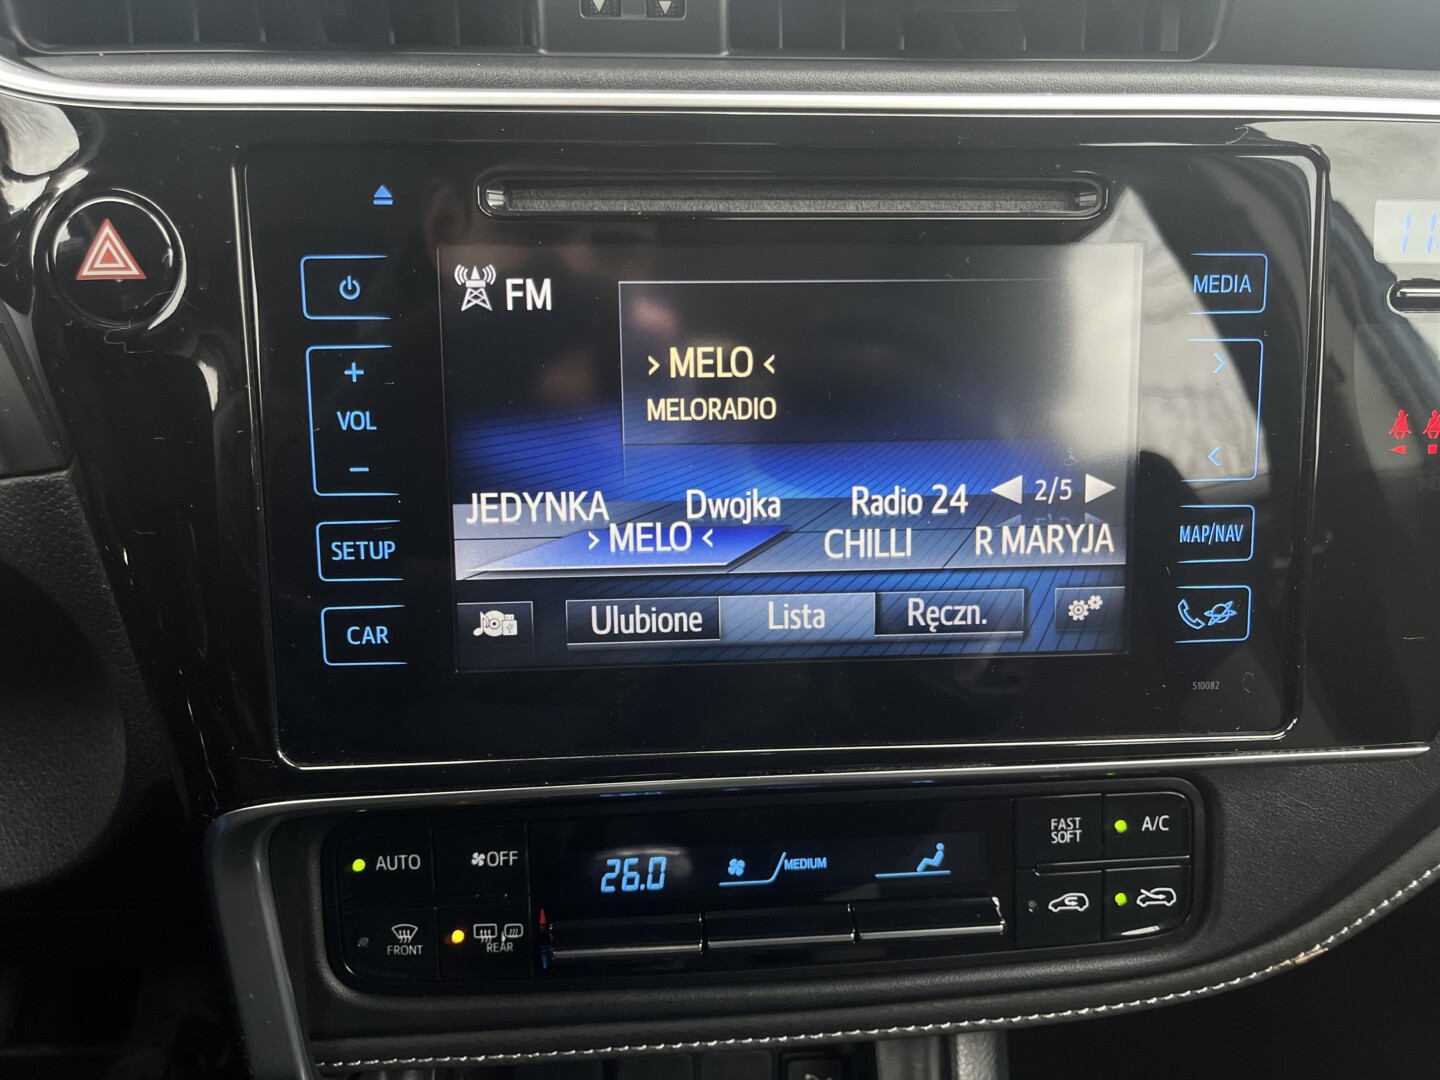 FM
MEDIA
> MELO <
MELORADIO
+
VOL
−
>
<
JEDYNKA Dwojka Radio 24 2/5
> MELO < CHILLI R MARYJA
SETUP
MAP/NAV
CAR
Ulubione Lista Ręczn.
510082
AUTO OFF
26.0 MEDIUM
FAST
SOFT
A/C
FRONT
REAR